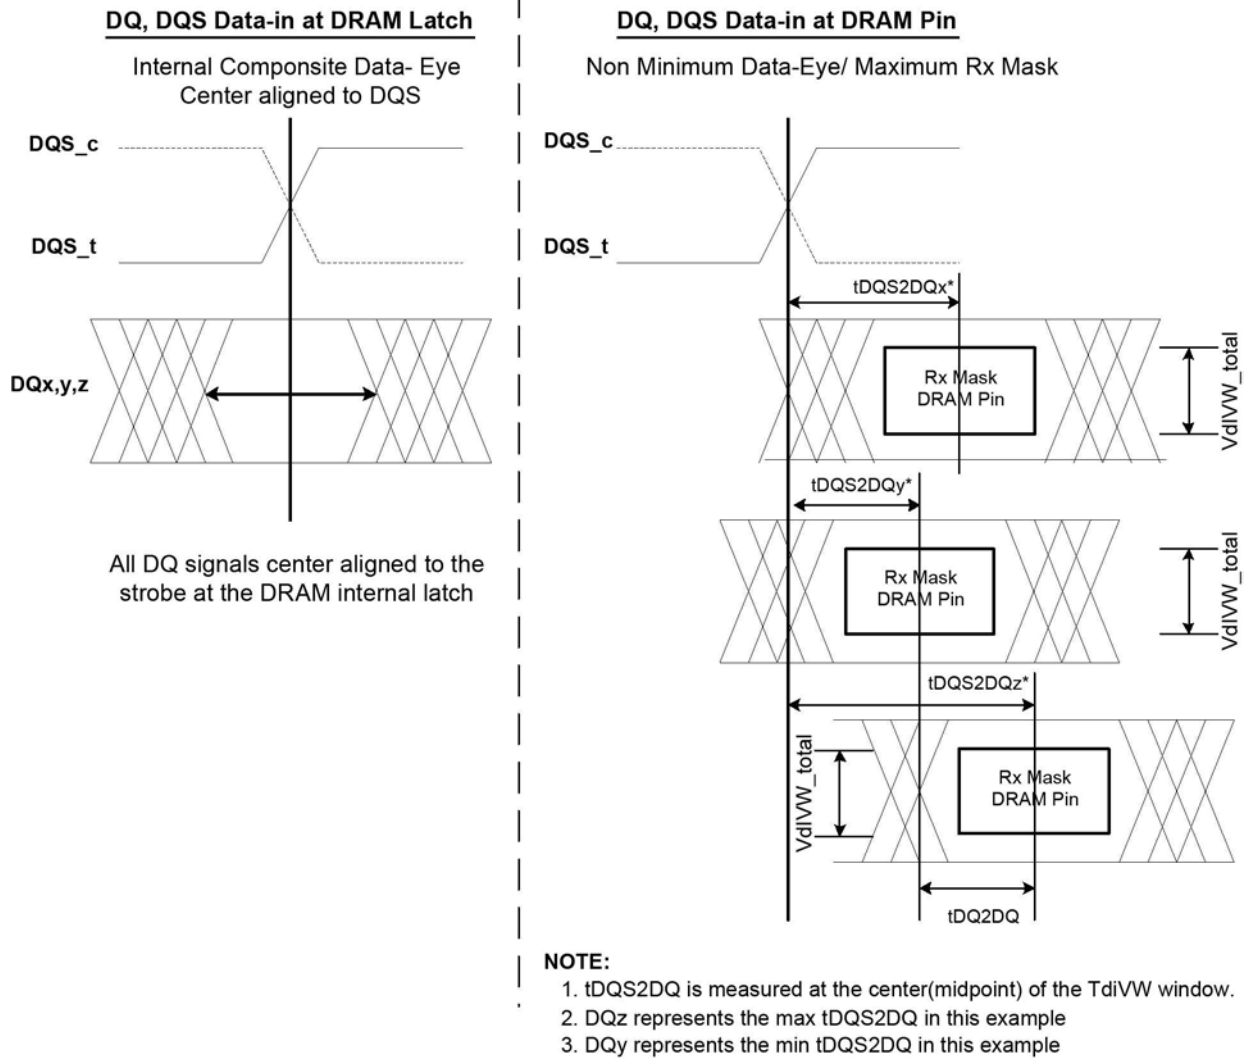 DQ, DQS Data-in at DRAM Latch
Internal Componsite Data- Eye
Center aligned to DQS
DQS_c
DQS_t
DQx,y,z
All DQ signals center aligned to the
strobe at the DRAM internal latch
DQ, DQS Data-in at DRAM Pin
Non Minimum Data-Eye/ Maximum Rx Mask
DQS_c
DQS_t
tDQS2DQx*
Rx Mask
DRAM Pin
VdIVW_total
tDQS2DQy*
Rx Mask
DRAM Pin
VdIVW_total
tDQS2DQz*
VdIVW_total
Rx Mask
DRAM Pin
tDQ2DQ
NOTE:
1. tDQS2DQ is measured at the center(midpoint) of the TdiVW window.
2. DQz represents the max tDQS2DQ in this example
3. DQy represents the min tDQS2DQ in this example